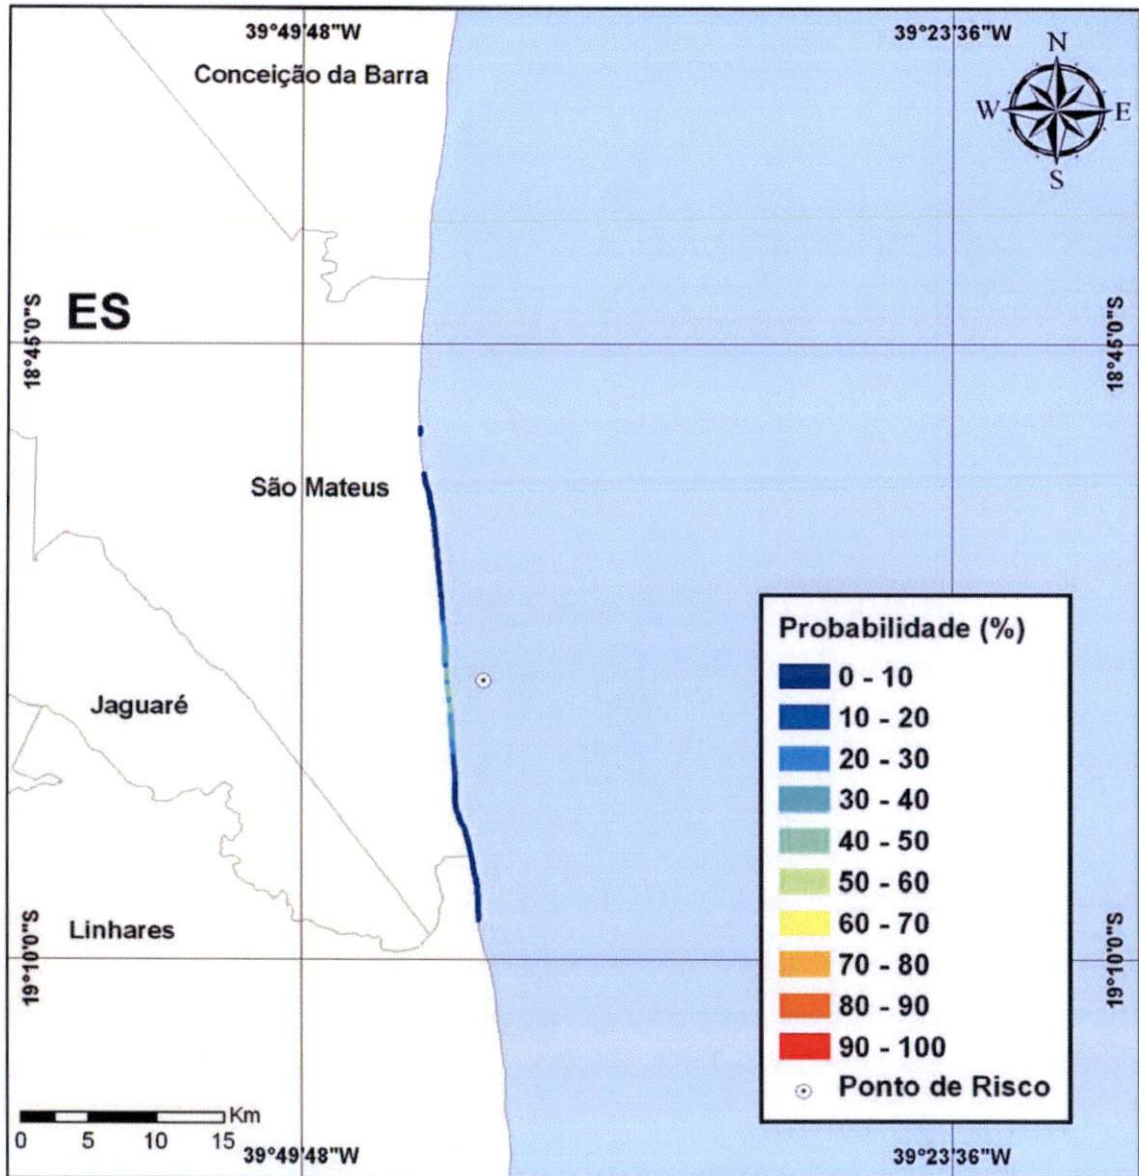 39°49'48"W
39°23'36"W
N
Conceição da Barra
W
E
S
ES
18°45'0"S
18°45'0"S
São Mateus
Probabilidade (%)
0 - 10
10 - 20
20 - 30
30 - 40
40 - 50
50 - 60
60 - 70
70 - 80
80 - 90
90 - 100
Ponto de Risco
Jaguaré
Linhares
19°10'0"S
19°10'0"S
Km
0 5 10 15
39°49'48"W
39°23'36"W